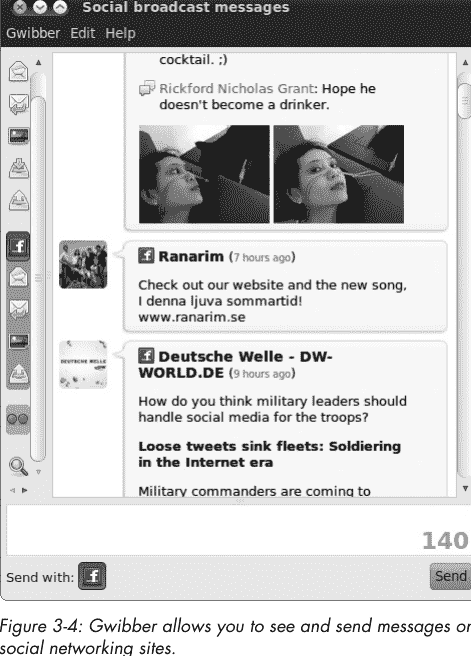 Social broadcast messages
Gwibber Edit Help
cocktail. ;)
Rickford Nicholas Grant: Hope he
doesn't become a drinker.
Ranarim (7 hours ago)
Check out our website and the new song,
I denna ljuva sommartid!
www.ranarim.se
DEUTSCHE WELLE
Deutsche Welle - DW-
WORLD.DE (9 hours ago)
How do you think military leaders should
handle social media for the troops?
Loose tweets sink fleets: Soldiering
in the Internet era
Military commanders are coming to
140
Send with:
Send
Figure 3-4: Gwibber allows you to see and send messages on
social networking sites.